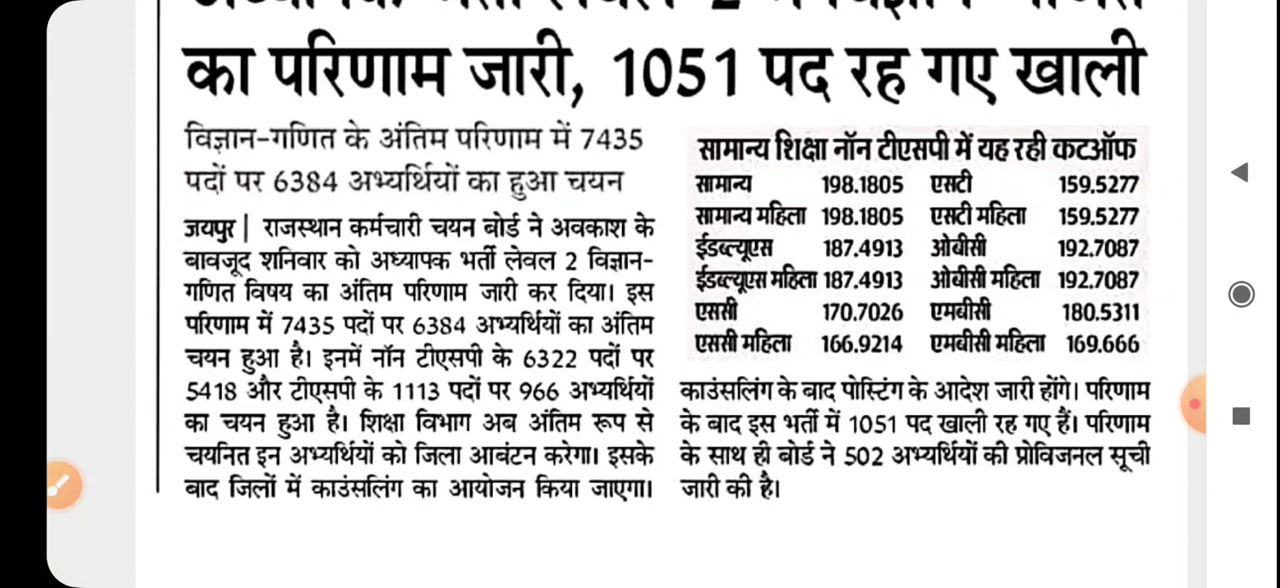 का परिणाम जारी, 1051 पद रह गए खाली
विज्ञान-गणित के अंतिम परिणाम में 7435
पदों पर 6384 अभ्यर्थियों का हुआ चयन
जयपुर | राजस्थान कर्मचारी चयन बोर्ड ने अवकाश के
बावजूद शनिवार को अध्यापक भर्ती लेवल 2 विज्ञान-
गणित विषय का अंतिम परिणाम जारी कर दिया। इस
परिणाम में 7435 पदों पर 6384 अभ्यर्थियों का अंतिम
चयन हुआ है। इनमें नॉन टीएसपी के 6322 पदों पर
5418 और टीएसपी के 1113 पदों पर 966 अभ्यर्थियों
का चयन हुआ है। शिक्षा विभाग अब अंतिम रूप से
चयनित इन अभ्यर्थियों को जिला आबंटन करेगा। इसके
बाद जिलों में काउंसलिंग का आयोजन किया जाएगा।
सामान्य शिक्षा नॉन टीएसपी में यह रही कटऑफ
सामान्य 198.1805 एसटी 159.5277
सामान्य महिला 198.1805 एसटी महिला 159.5277
ईडब्ल्यूएस 187.4913 ओबीसी 192.7087
ईडब्ल्यूएस महिला 187.4913 ओबीसी महिला 192.7087
एससी 170.7026 एमबीसी 180.5311
एससी महिला 166.9214 एमबीसी महिला 169.666
काउंसलिंग के बाद पोस्टिंग के आदेश जारी होंगे। परिणाम
के बाद इस भर्ती में 1051 पद खाली रह गए हैं। परिणाम
के साथ ही बोर्ड ने 502 अभ्यर्थियों की प्रोविजनल सूची
जारी की है।